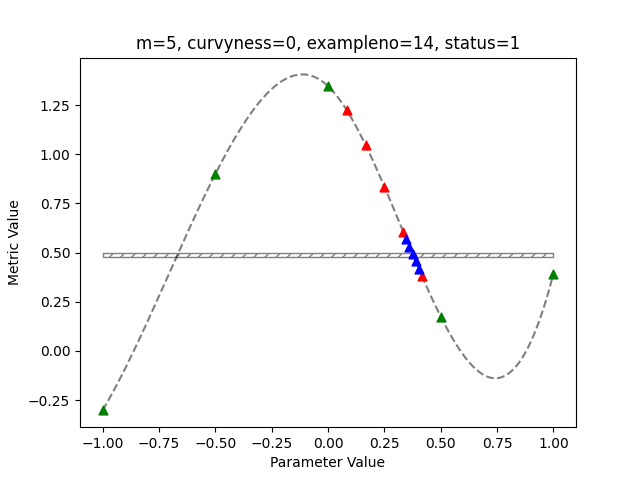 m=5, curvyness=0, exampleno=14, status=1
Metric Value
1.25
1.00
0.75
0.50
0.25
0.00
−0.25
−1.00 −0.75 −0.50 −0.25 0.00 0.25 0.50 0.75 1.00
Parameter Value